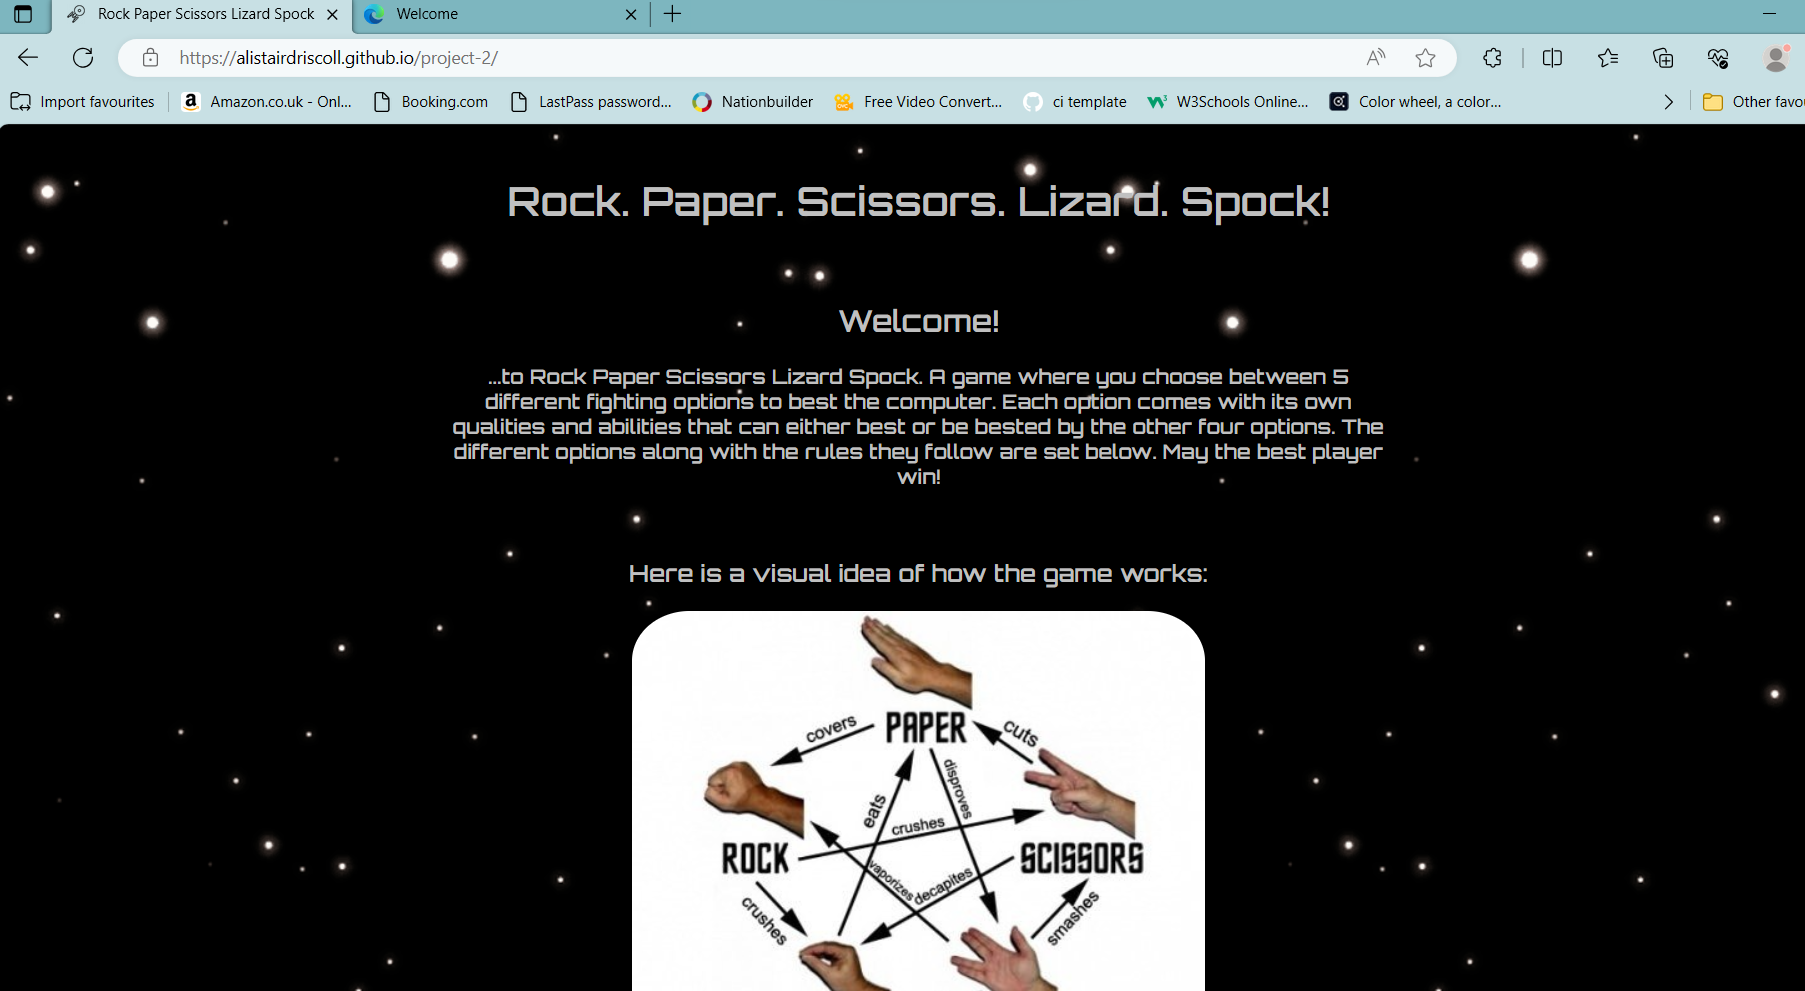 Rock Paper Scissors Lizard Spock
Welcome
https://alistairdriscoll.github.io/project-2/
Import favourites
Amazon.co.uk - Onl...
Booking.com
LastPass password...
Nationbuilder
Free Video Convert...
ci template
W3Schools Online...
Color wheel, a color...
Other favou
Rock. Paper. Scissors. Lizard. Spock!
Welcome!
...to Rock Paper Scissors Lizard Spock. A game where you choose between 5
different fighting options to best the computer. Each option comes with its own
qualities and abilities that can either best or be bested by the other four options. The
different options along with the rules they follow are set below. May the best player
win!
Here is a visual idea of how the game works:
PAPER
covers
cuts
disproves
eats
crushes
ROCK
SCISSORS
vaporizes
decapites
crushes
smashes